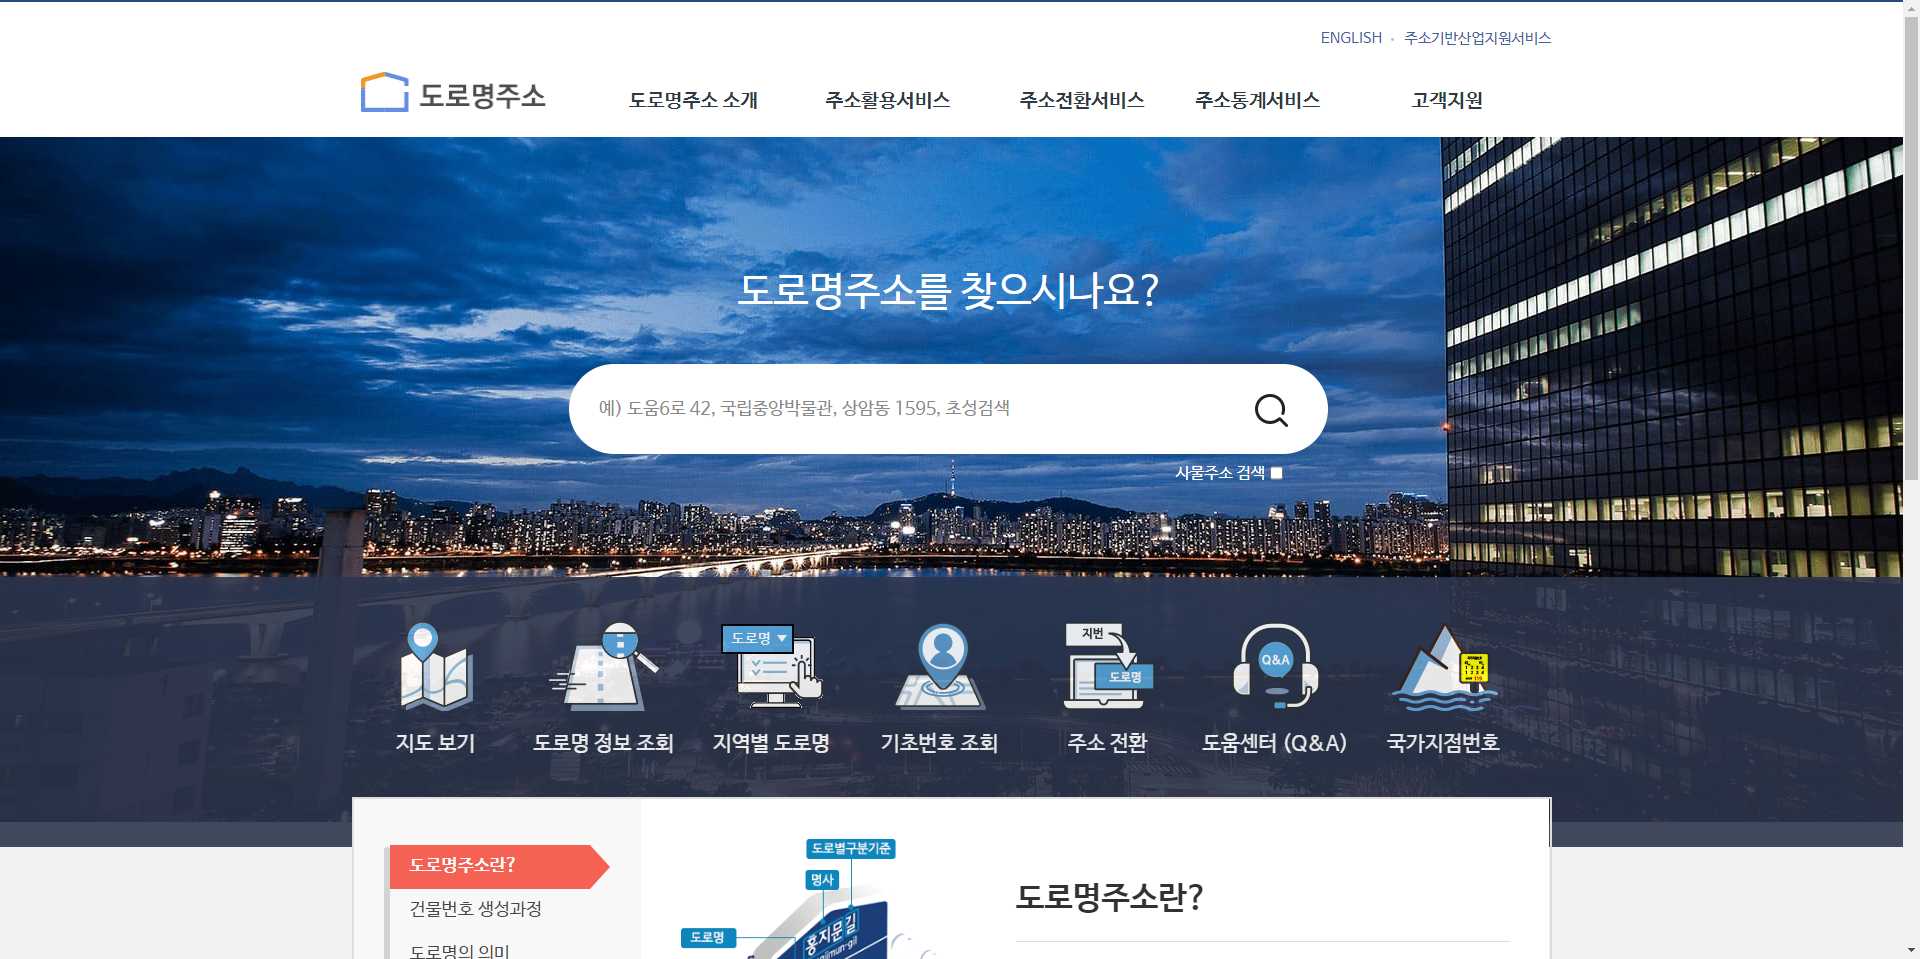 ENGLISH
주소기반산업지원서비스
도로명주소
도로명주소 소개
주소활용서비스
주소전환서비스
주소통계서비스
고객지원
도로명주소를 찾으시나요?
예) 도움6로 42, 국립중앙박물관, 상암동 1595, 초성검색
사물주소 검색
도로명
지번
도로명
Q&A
지도 보기
도로명 정보 조회
지역별 도로명
기초번호 조회
주소 전환
도움센터 (Q&A)
국가지점번호
도로명주소란?
건물번호 생성과정
도로명의 의미
도로별구분기준
명사
도로명
홍지문길
도로명주소란?